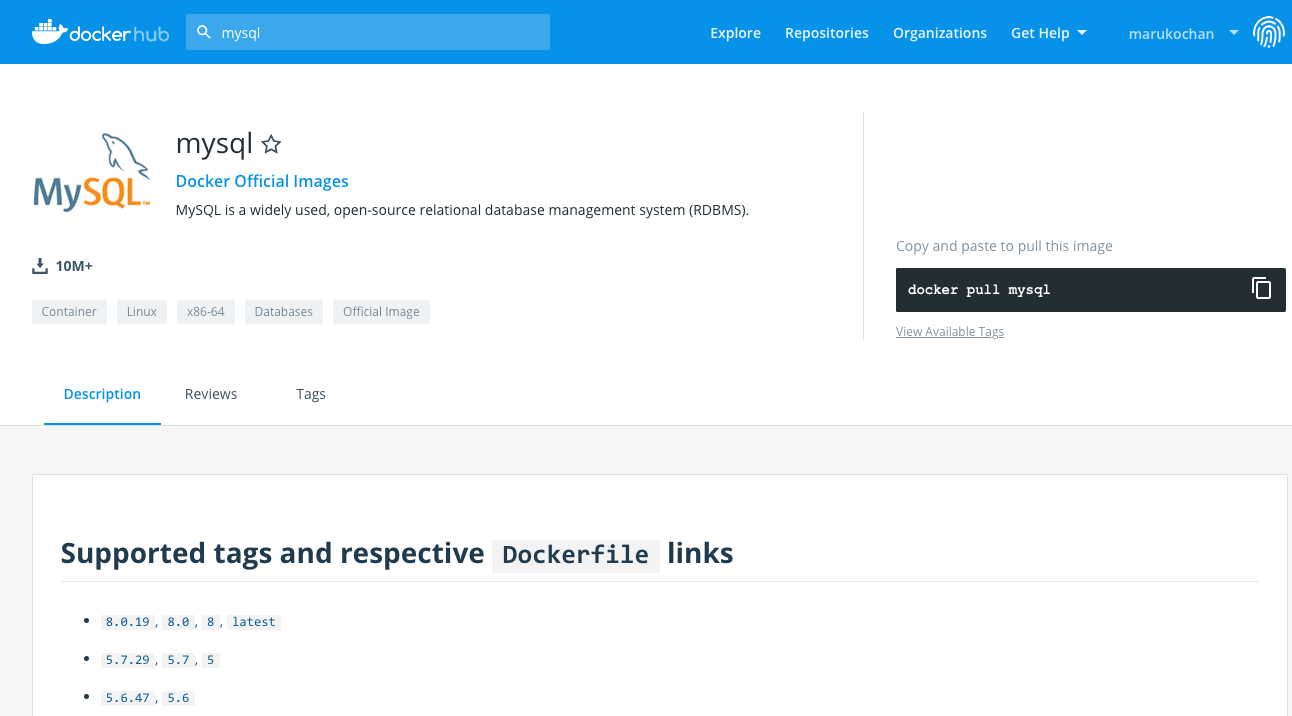 dockerhub
mysql
Explore
Repositories
Organizations
Get Help
marukochan
MySQL™
mysql
Docker Official Images
MySQL is a widely used, open-source relational database management system (RDBMS).
10M+
Container
Linux
x86-64
Databases
Official Image
Copy and paste to pull this image
docker pull mysql
View Available Tags
Description
Reviews
Tags
Supported tags and respective Dockerfile links
8.0.19, 8.0, 8, latest
5.7.29, 5.7, 5
5.6.47, 5.6